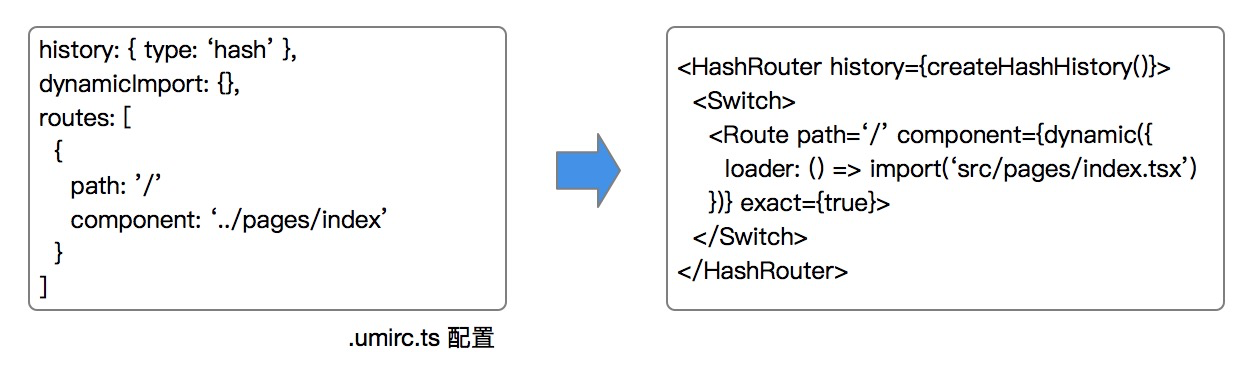 history: { type: ‘hash’ },
dynamicImport: {},
routes: [
{
path: ’/’
component: ‘../pages/index’
}
]
.umirc.ts 配置
<HashRouter history={createHashHistory()}>
<Switch>
<Route path=‘/’ component={dynamic({
loader: () => import(‘src/pages/index.tsx’)
})} exact={true}>
</Switch>
</HashRouter>